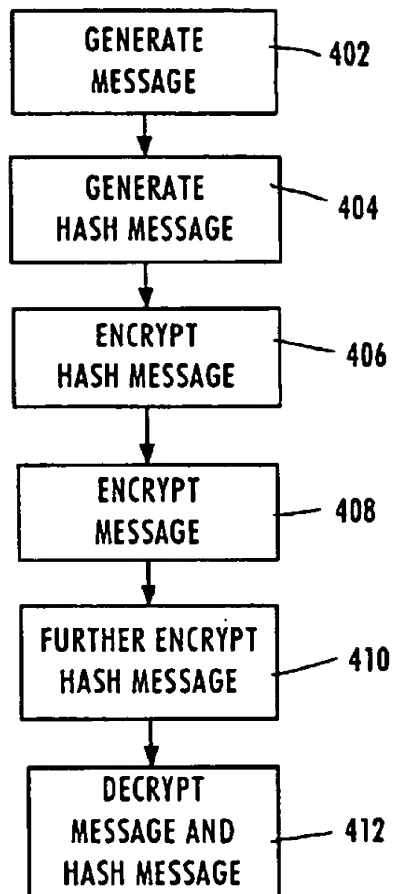 GENERATE
MESSAGE
402
GENERATE
HASH MESSAGE
404
ENCRYPT
HASH MESSAGE
406
ENCRYPT
MESSAGE
408
FURTHER ENCRYPT
HASH MESSAGE
410
DECRYPT
MESSAGE AND
HASH MESSAGE
412